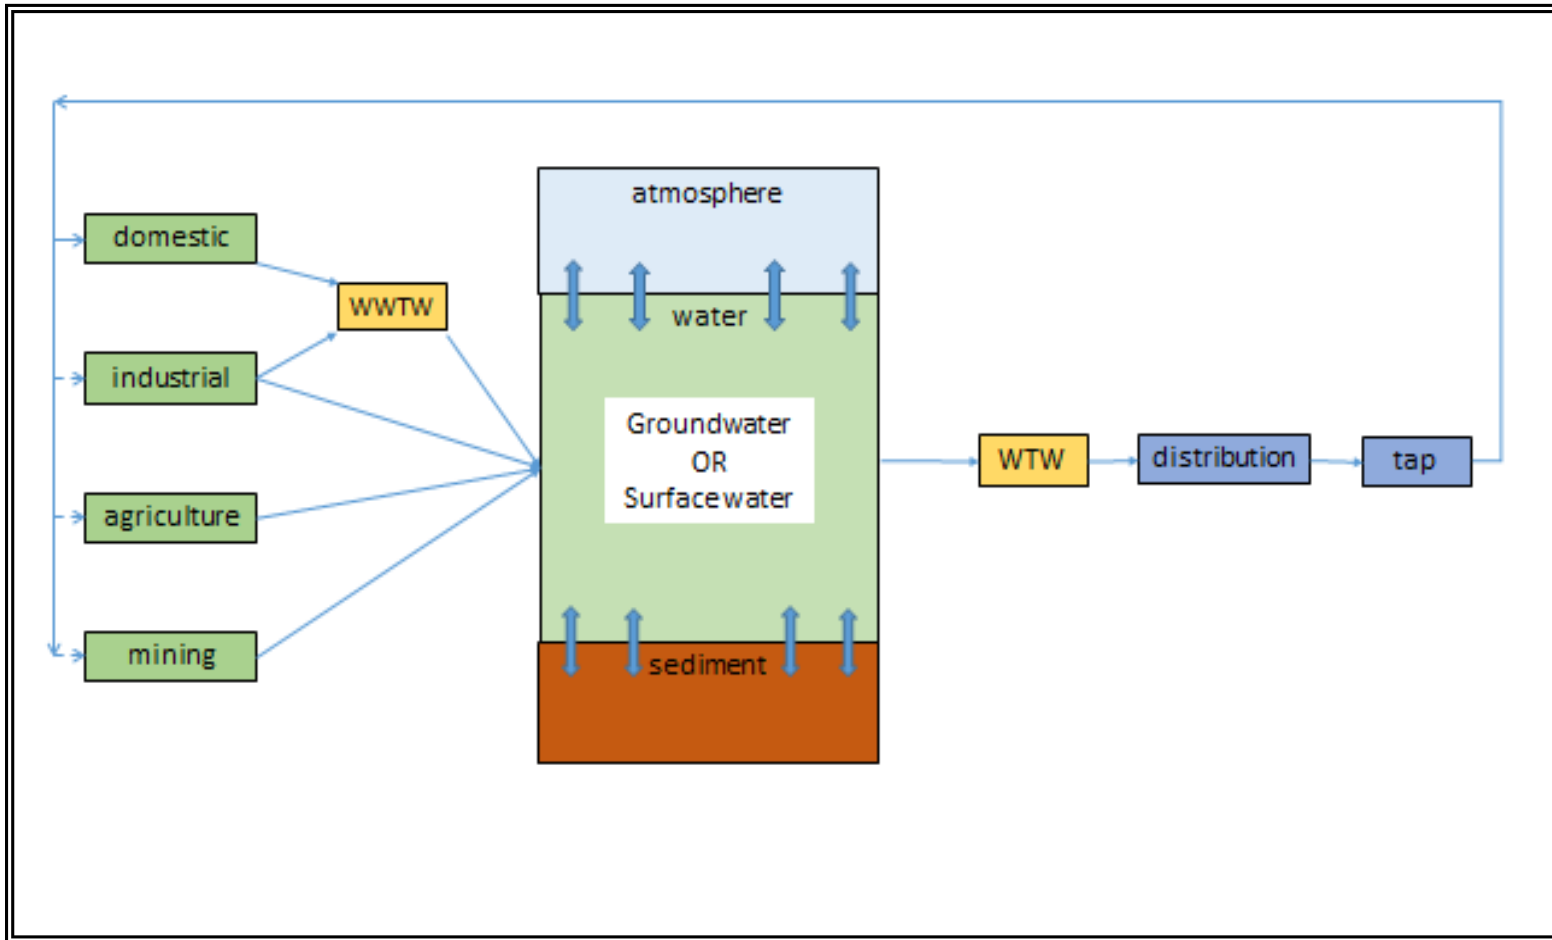 atmosphere
domestic
WWTW
water
industrial
Groundwater
OR
Surface water
WTW
distribution
tap
agriculture
mining
sediment